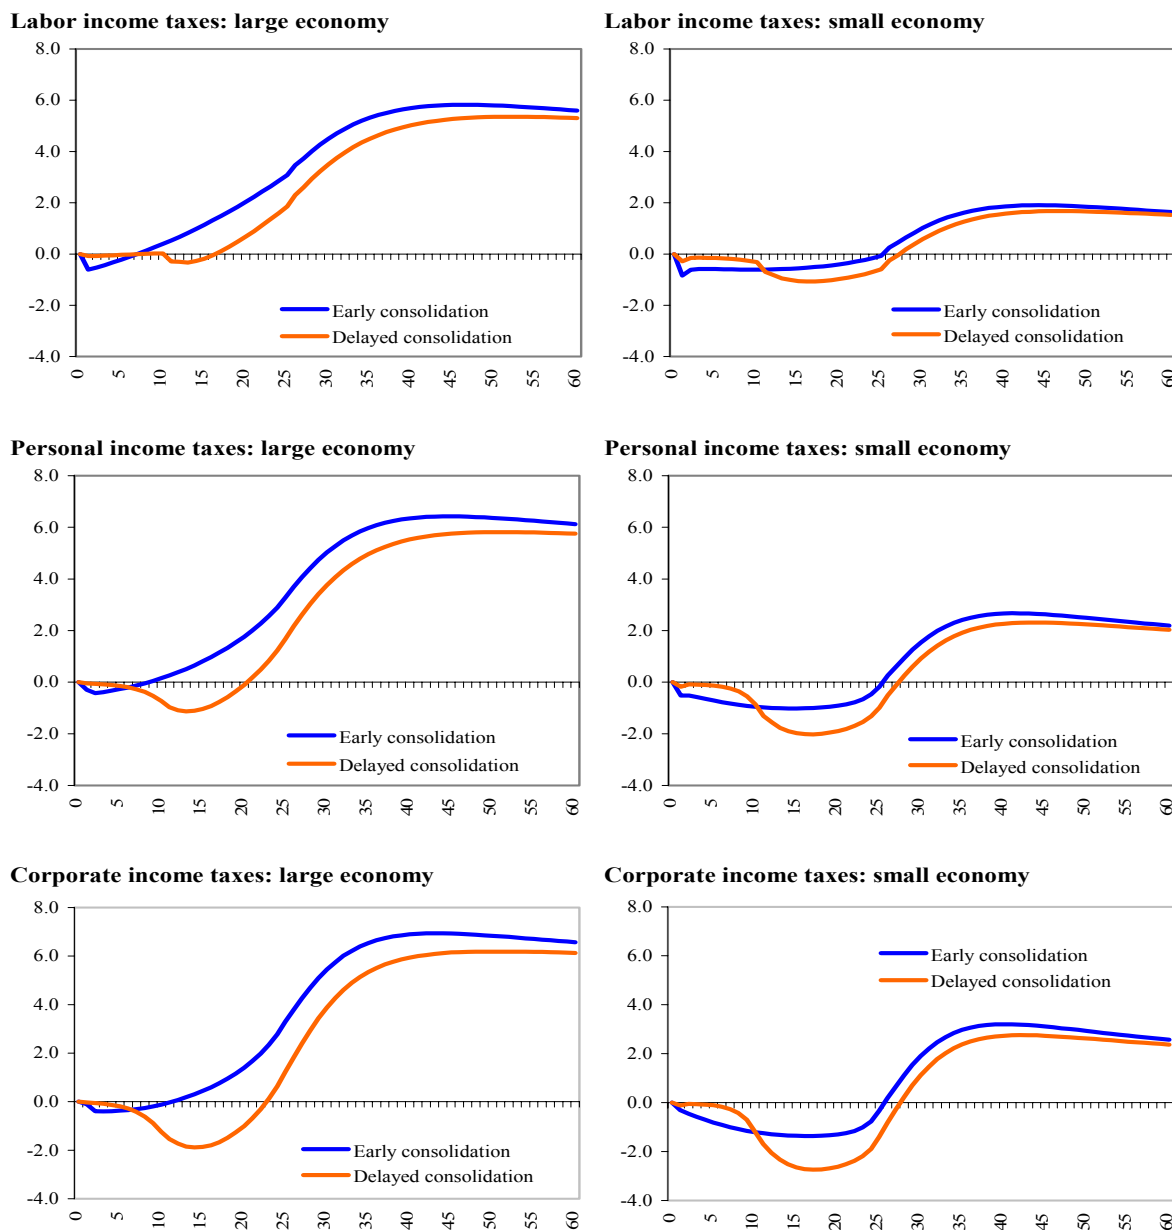 Labor income taxes: large economy
8.0
6.0
4.0
2.0
0.0
-2.0
-4.0
Early consolidation
Delayed consolidation
0 5 10 15 20 25 30 35 40 45 50 55 60
Labor income taxes: small economy
8.0
6.0
4.0
2.0
0.0
-2.0
-4.0
Early consolidation
Delayed consolidation
0 5 10 15 20 25 30 35 40 45 50 55 60
Personal income taxes: large economy
8.0
6.0
4.0
2.0
0.0
-2.0
-4.0
Early consolidation
Delayed consolidation
0 5 10 15 20 25 30 35 40 45 50 55 60
Personal income taxes: small economy
8.0
6.0
4.0
2.0
0.0
-2.0
-4.0
Early consolidation
Delayed consolidation
0 5 10 15 20 25 30 35 40 45 50 55 60
Corporate income taxes: large economy
8.0
6.0
4.0
2.0
0.0
-2.0
-4.0
Early consolidation
Delayed consolidation
0 5 10 15 20 25 30 35 40 45 50 55 60
Corporate income taxes: small economy
8.0
6.0
4.0
2.0
0.0
-2.0
-4.0
Early consolidation
Delayed consolidation
0 5 10 15 20 25 30 35 40 45 50 55 60